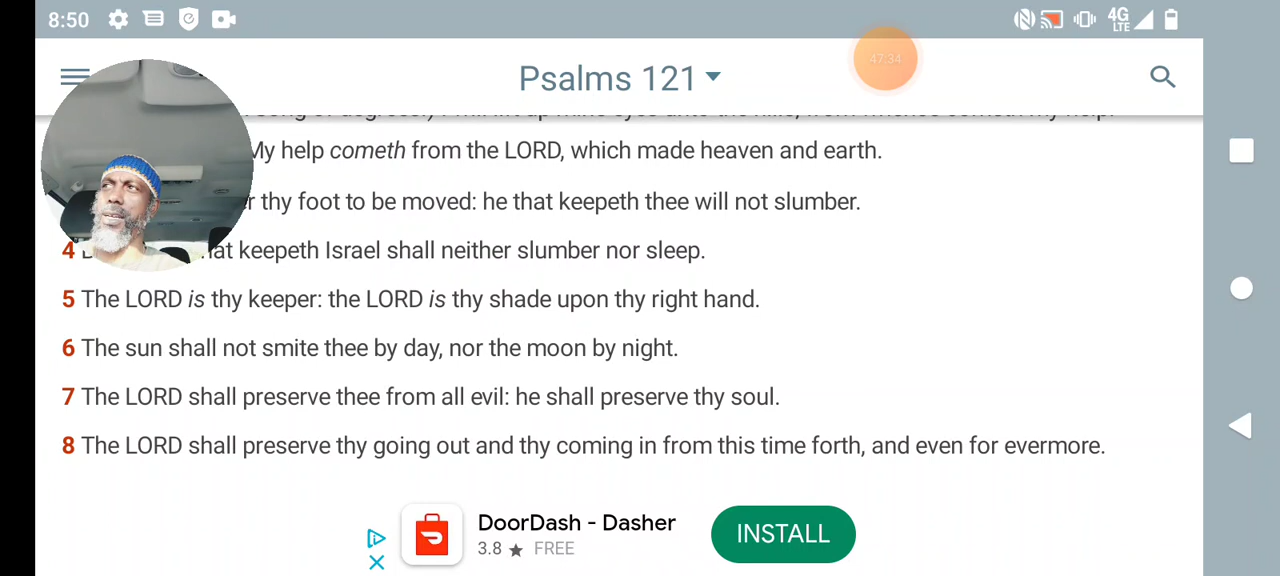 8:50
4G
LTE
Psalms 121
47:34
My help cometh from the LORD, which made heaven and earth.
thy foot to be moved: he that keepeth thee will not slumber.
4 keepeth Israel shall neither slumber nor sleep.
5 The LORD is thy keeper: the LORD is thy shade upon thy right hand.
6 The sun shall not smite thee by day, nor the moon by night.
7 The LORD shall preserve thee from all evil: he shall preserve thy soul.
8 The LORD shall preserve thy going out and thy coming in from this time forth, and even for evermore.
DoorDash - Dasher
3.8 ★ FREE
INSTALL